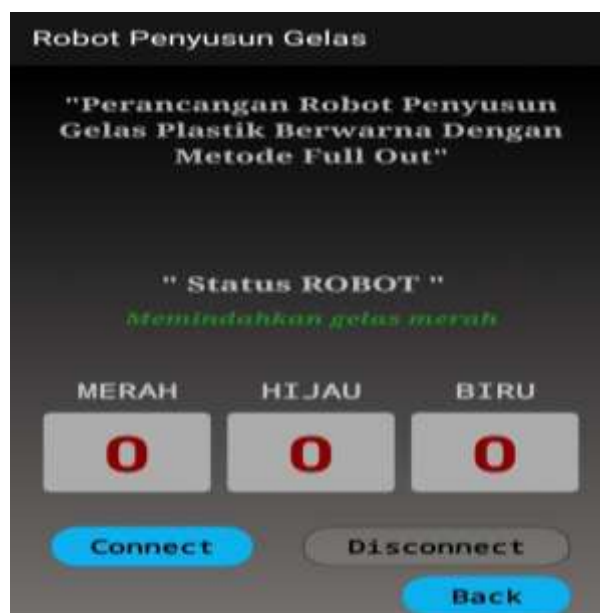 Robot Penyusun Gelas
"Perancangan Robot Penyusun
Gelas Plastik Berwarna Dengan
Metode Full Out"
" Status ROBOT "
Memindahkan gelas merah
MERAH HIJAU BIRU
0 0 0
Connect Disconnect
Back